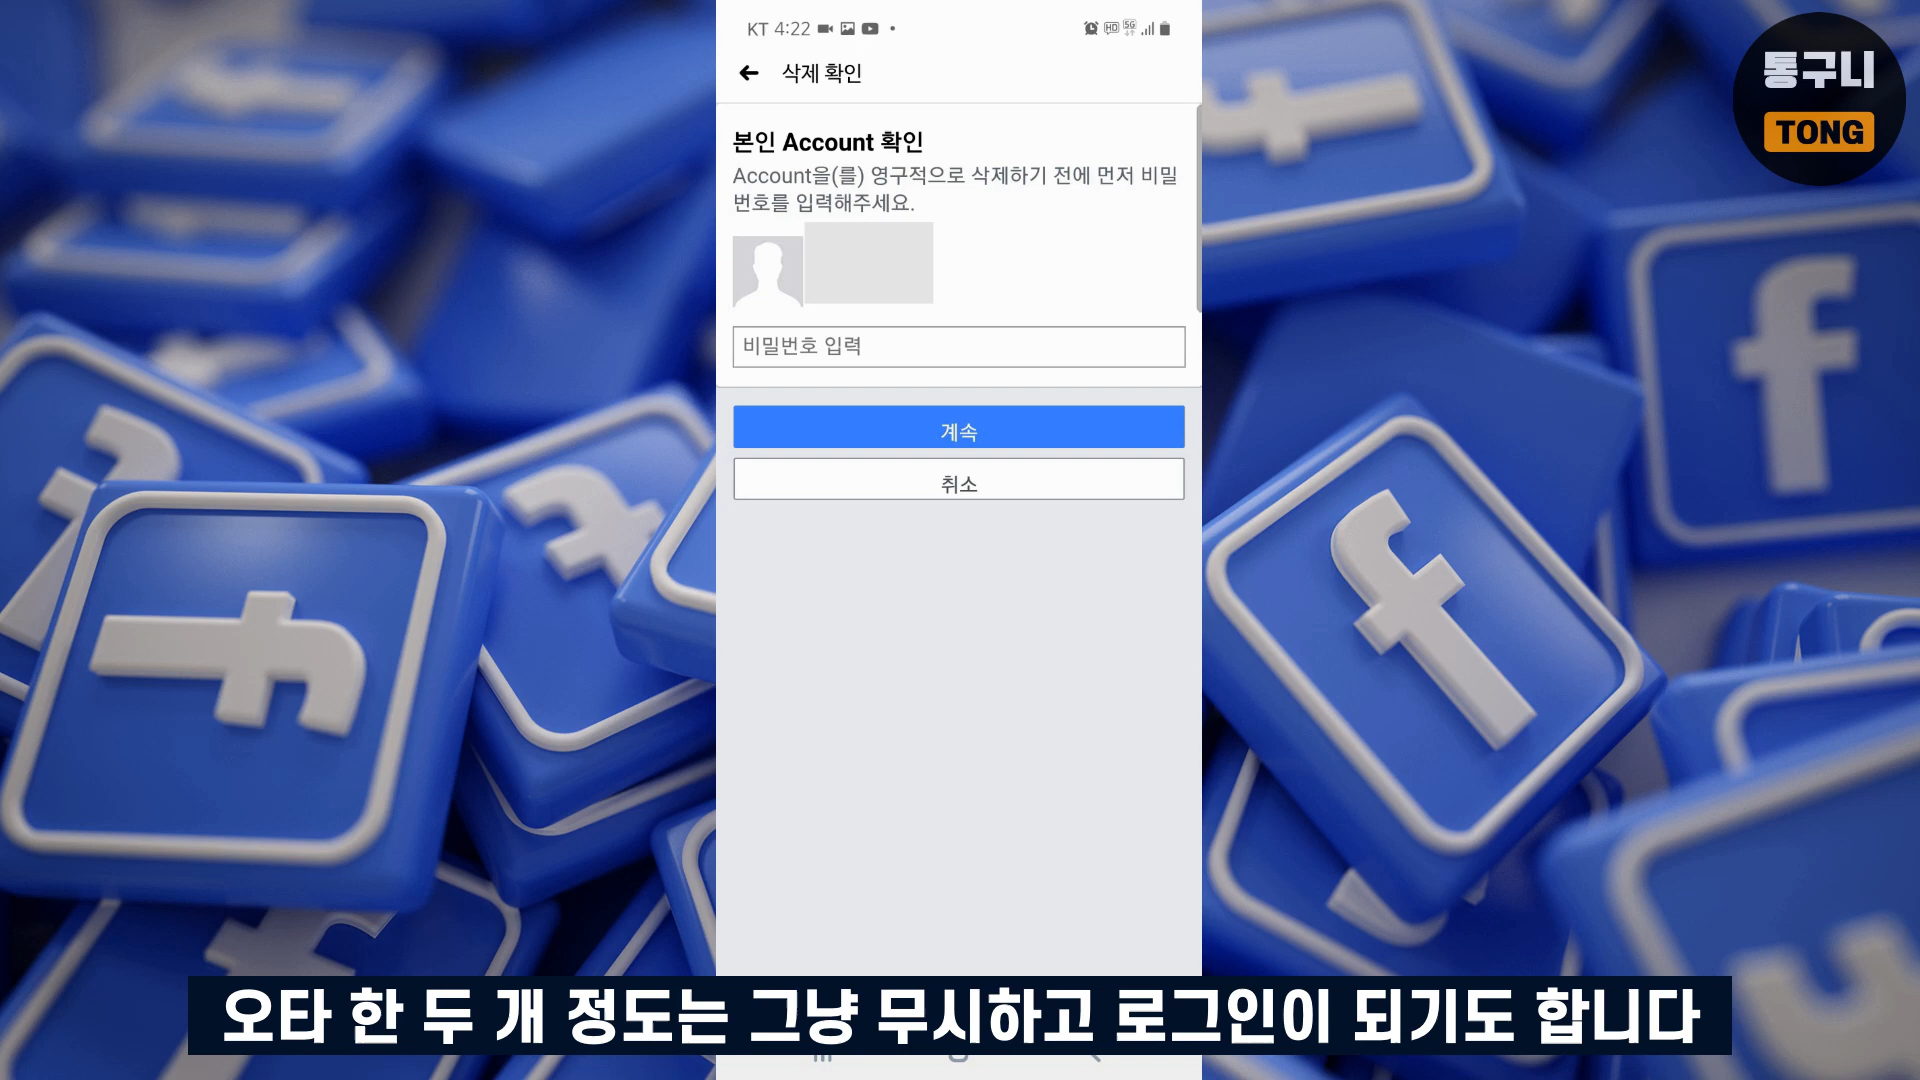 KT 4:22
HD 5G
통구니
TONG
삭제 확인
본인 Account 확인
Account을(를) 영구적으로 삭제하기 전에 먼저 비밀
번호를 입력해주세요.
비밀번호 입력
계속
취소
오타 한 두 개 정도는 그냥 무시하고 로그인이 되기도 합니다